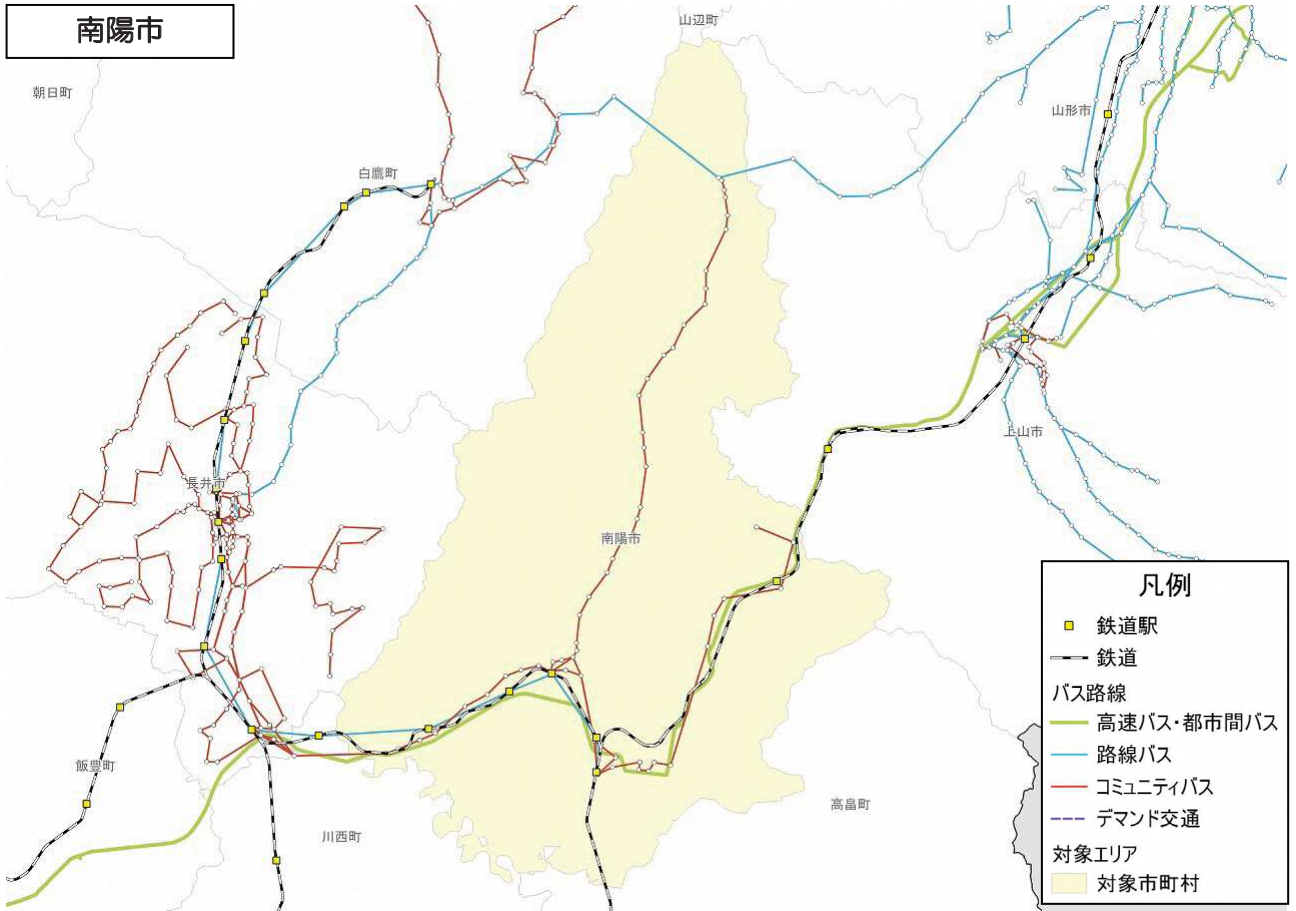 南陽市
山辺町
朝日町
山形市
白鷹町
上山市
長井市
南陽市
飯豊町
高畠町
川西町
凡例
鉄道駅
鉄道
バス路線
高速バス・都市間バス
路線バス
コミュニティバス
デマンド交通
対象エリア
対象市町村